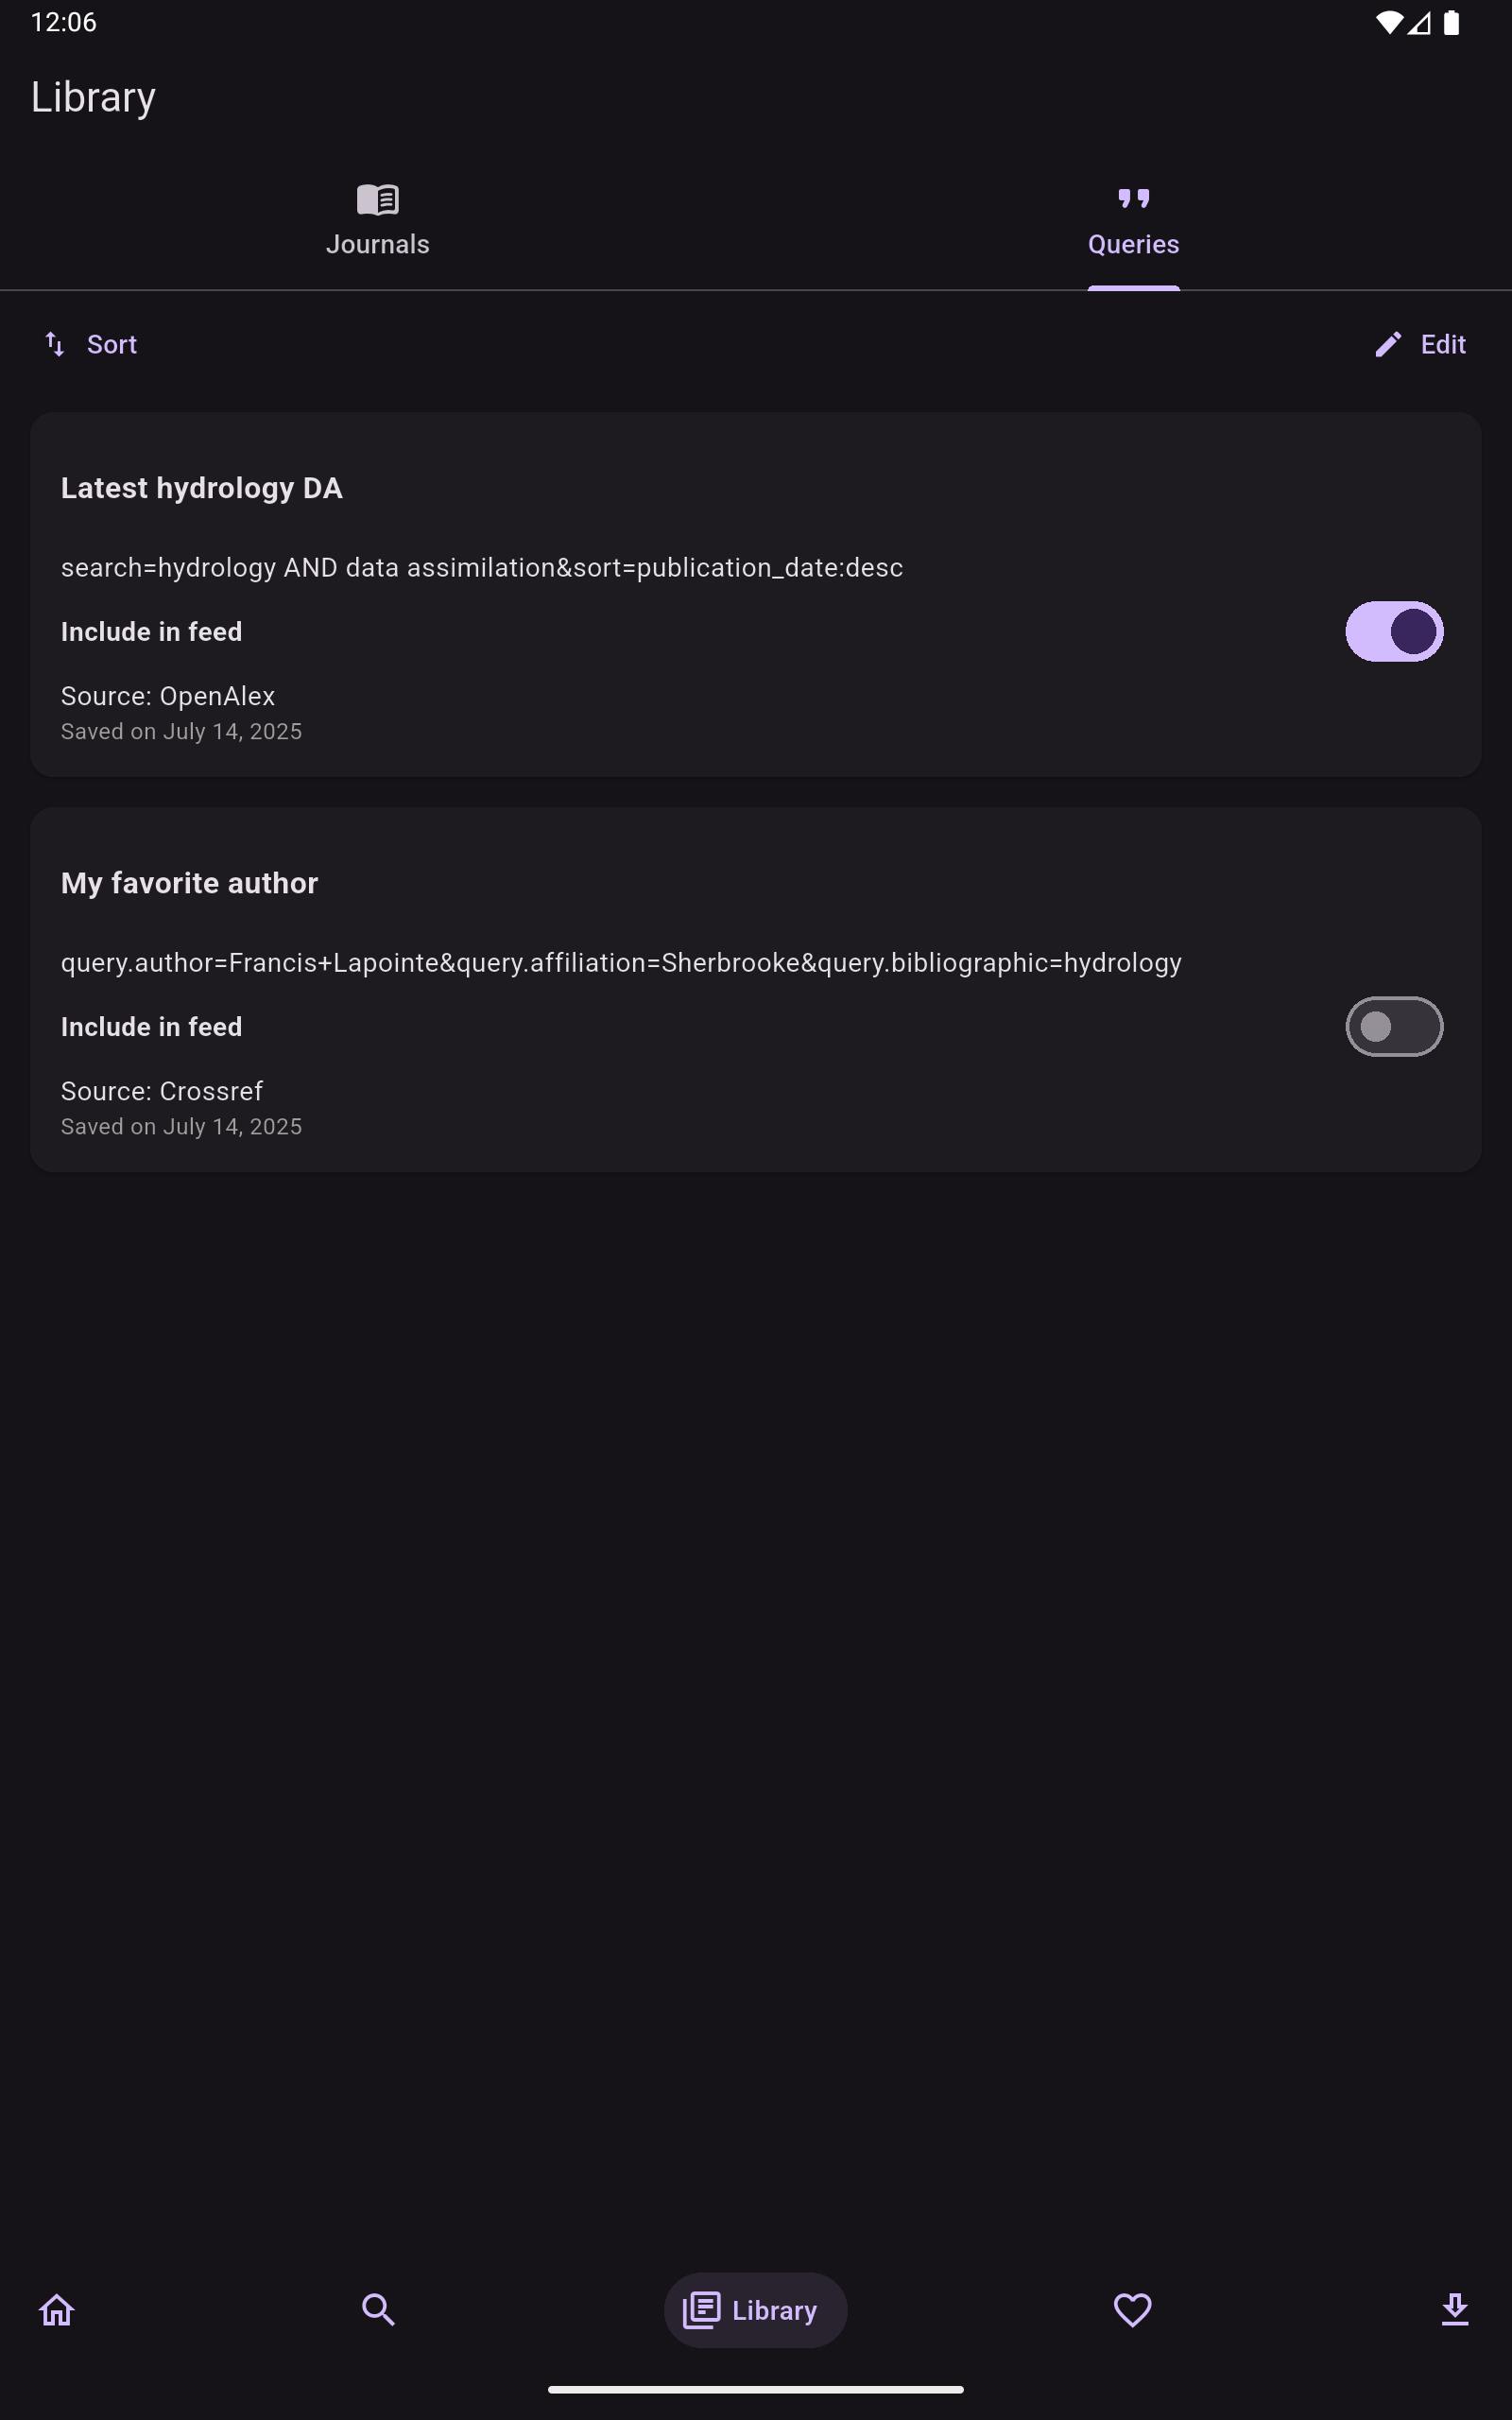 12:06
Library
Journals
Queries
Sort
Edit
Latest hydrology DA
search=hydrology AND data assimilation&sort=publication_date:desc
Include in feed
Source: OpenAlex
Saved on July 14, 2025
My favorite author
query.author=Francis+Lapointe&query.affiliation=Sherbrooke&query.bibliographic=hydrology
Include in feed
Source: Crossref
Saved on July 14, 2025
Library